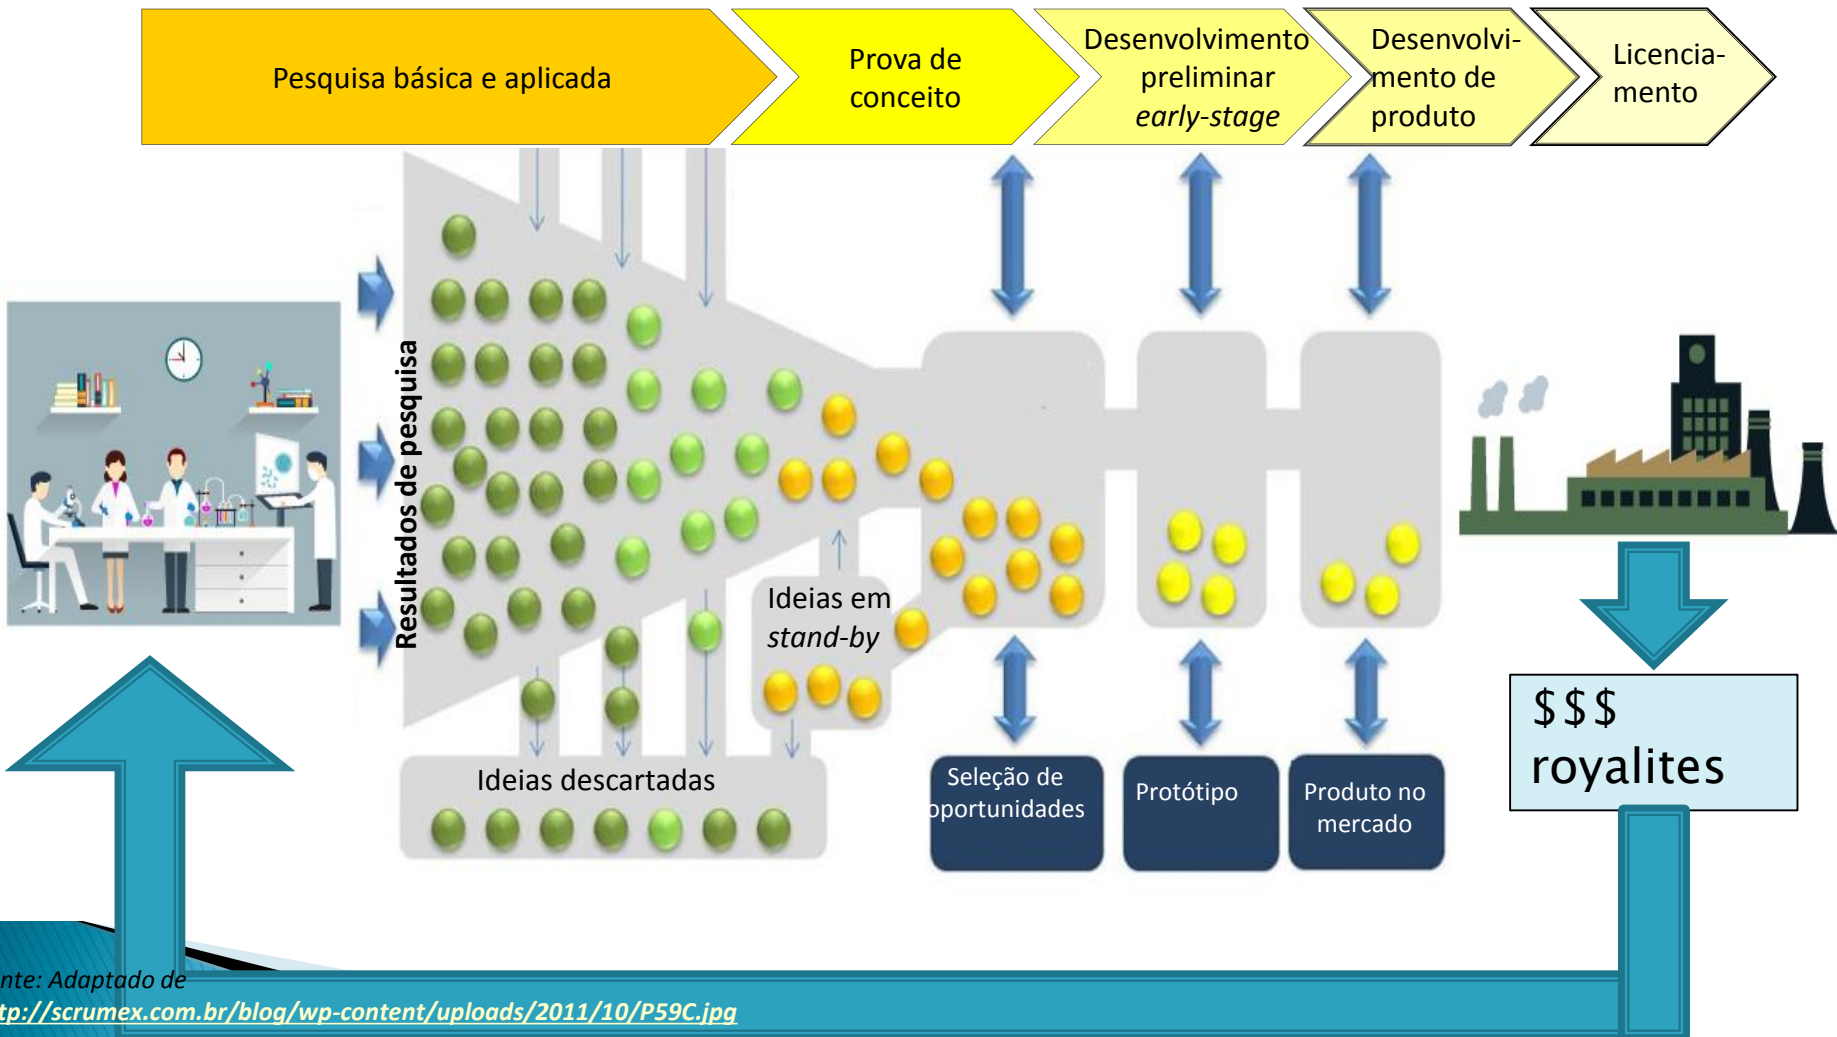 Pesquisa básica e aplicada
Prova de
conceito
Desenvolvimento
preliminar
early-stage
Desenvolvi-
mento de
produto
Licencia-
mento
Resultados de pesquisa
Ideias em
stand-by
Ideias descartadas
Seleção de
oportunidades
Protótipo
Produto no
mercado
$$$
royalites
nte: Adaptado de
tp://scrumex.com.br/blog/wp-content/uploads/2011/10/P59C.jpg